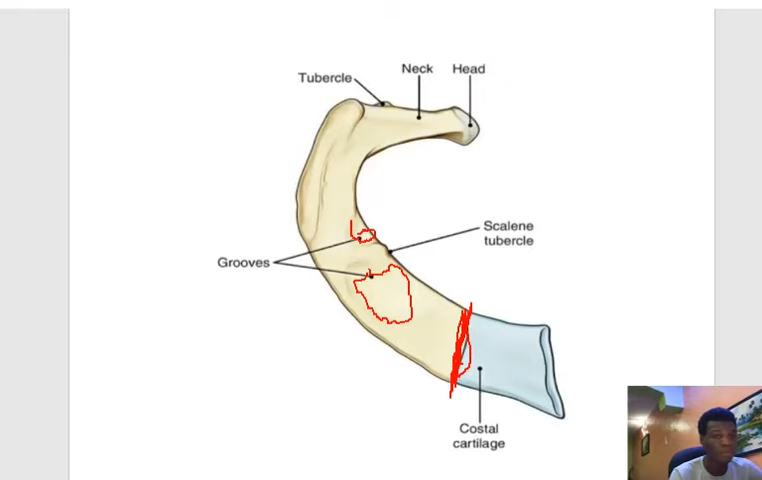 Neck
Head
Tubercle
Scalene
tubercle
Grooves
Costal
cartilage